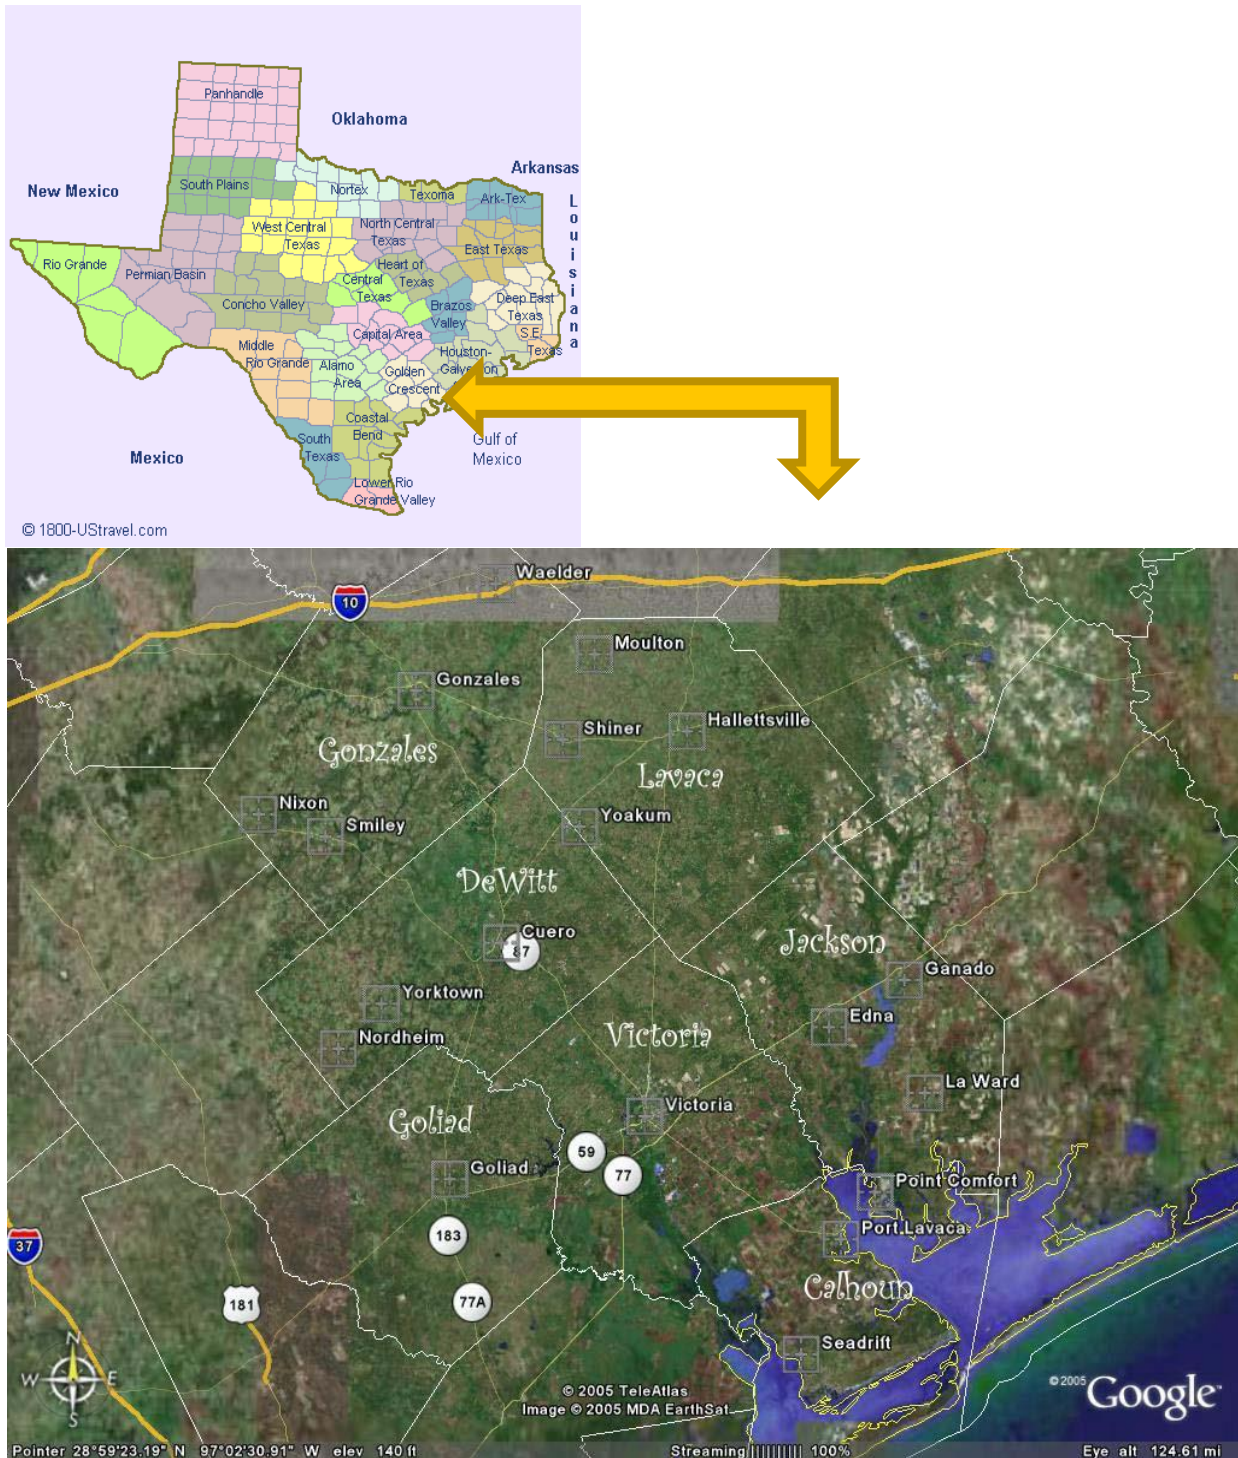 Panhandle
Oklahoma
Arkansas
New Mexico
South Plains
Nortex
Texoma
Ark-Tex
Louisiana
West Central
Texas
North Central
Texas
East Texas
Rio Grande
Permian Basin
Heart of
Texas
Central
Texas
Concho Valley
Brazos
Valley
Deep East
Texas
Capital Area
S.E.
Texas
Middle
Rio Grande
Alamo
Area
Golden
Crescent
Houston-
Coastal
Bend
South
Texas
Gulf of
Mexico
Mexico
Lower Rio
Grande Valley
© 1800-UStravel.com
Waelder
10
Moulton
Gonzales
Shiner
Hallettsville
Gonzales
Lavaca
Nixon
Smiley
Yoakum
DeWitt
Cuero
87
Jackson
Ganado
Yorktown
Edna
Nordheim
Victoria
La Ward
Victoria
Goliad
59
Goliad
77
Point Comfort
183
Port Lavaca
37
181
77A
Calhoun
Seadrift
N
W E
S
© 2005 TeleAtlas
Image © 2005 MDA EarthSat
© 2005 Google™
Pointer 28°59'23.19" N 97°02'30.91" W elev 140 ft
Streaming |||||||||| 100%
Eye alt 124.61 mi